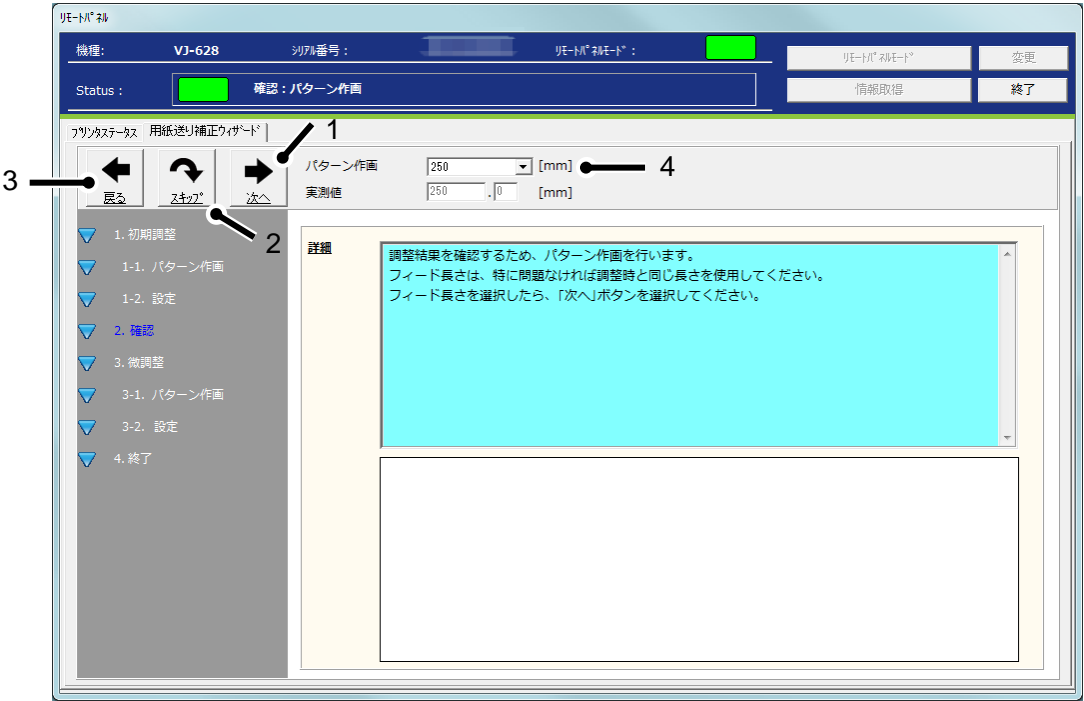 ﾘﾓｰﾄﾊﾟﾈﾙ
機種: VJ-628 ｼﾘｱﾙ番号： ﾘﾓｰﾄﾊﾟﾈﾙﾓｰﾄﾞ：
ﾘﾓｰﾄﾊﾟﾈﾙﾓｰﾄﾞ 変更
Status： 確認：パターン作画
情報取得 終了
ﾌﾟﾘﾝﾀｽﾃｰﾀｽ 用紙送り補正ｳｨｻﾞｰﾄﾞ
1
3
戻る ｽｷｯﾌﾟ 次へ
2
パターン作画 250 [mm] 4
実測値 250 . 0 [mm]
1. 初期調整
1-1. パターン作画
1-2. 設定
2. 確認
3. 微調整
3-1. パターン作画
3-2. 設定
4. 終了
詳細
調整結果を確認するため、パターン作画を行います。
フィード長さは、特に問題なければ調整時と同じ長さを使用してください。
フィード長さを選択したら、「次へ」ボタンを選択してください。